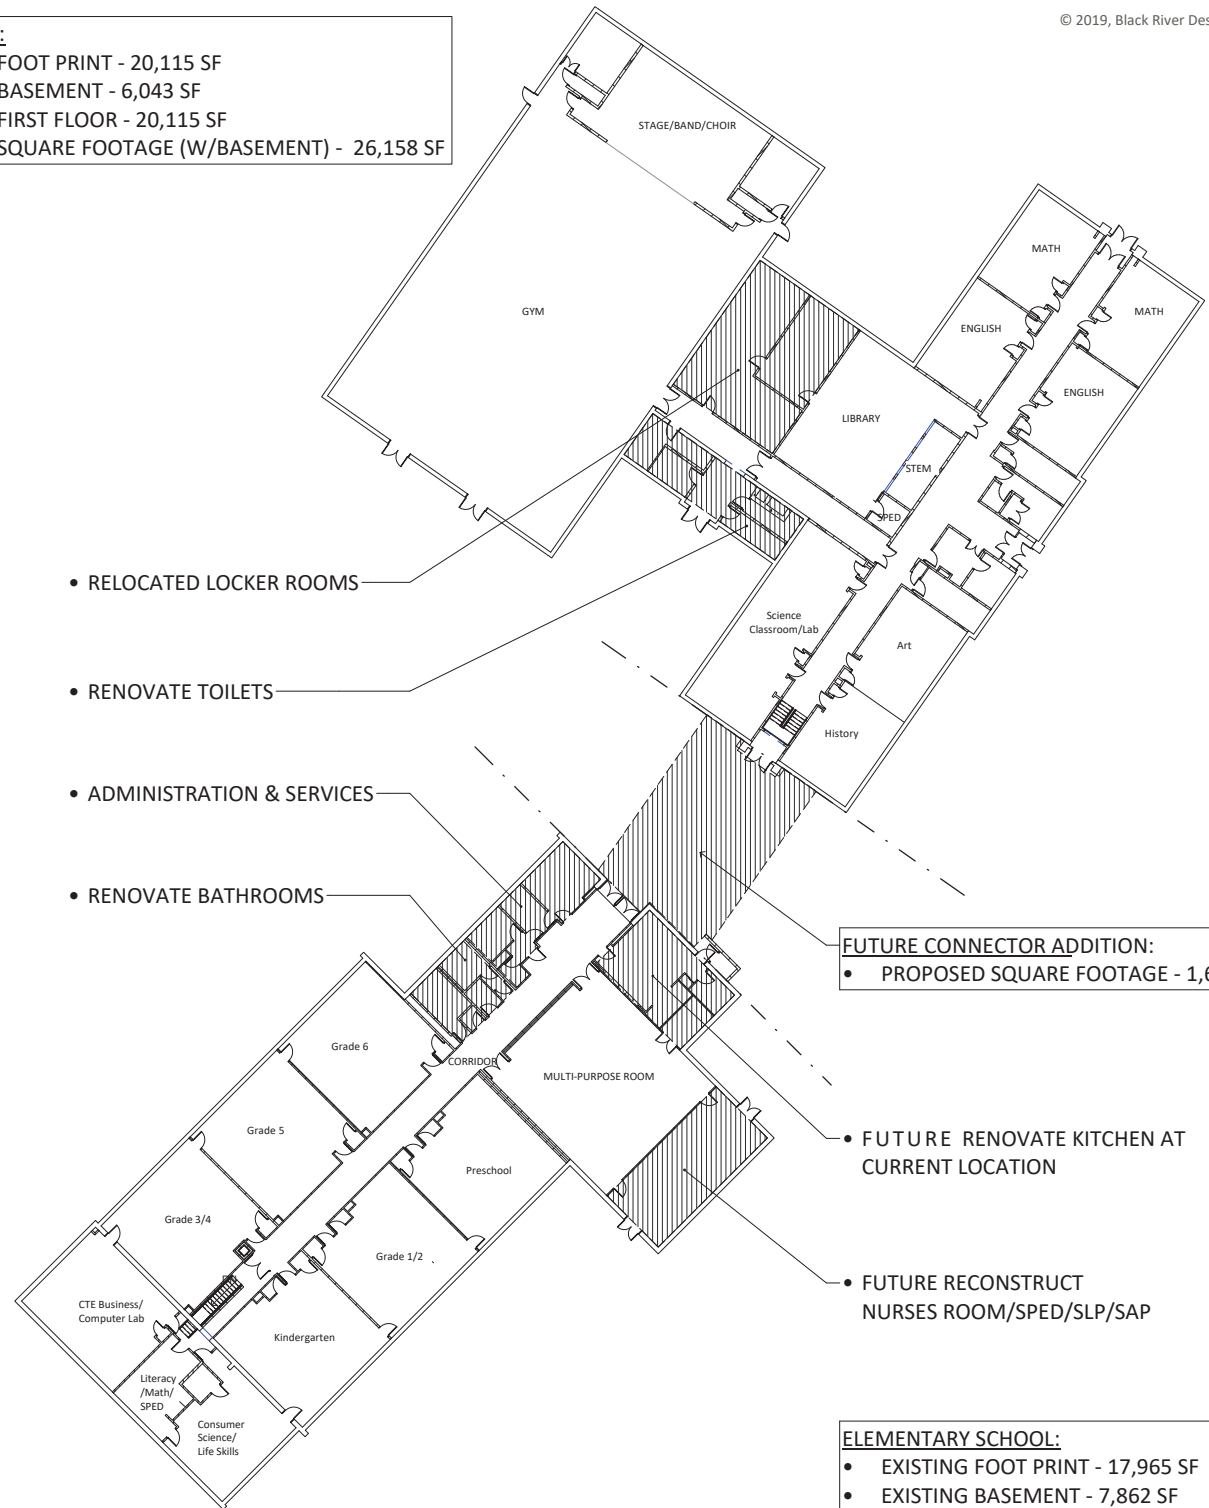 © 2019, Black River Des
:
FOOT PRINT - 20,115 SF
BASEMENT - 6,043 SF
FIRST FLOOR - 20,115 SF
SQUARE FOOTAGE (W/BASEMENT) - 26,158 SF
STAGE/BAND/CHOIR
GYM
MATH
MATH
ENGLISH
ENGLISH
LIBRARY
STEM
SPED
• RELOCATED LOCKER ROOMS
Science
Classroom/Lab
Art
• RENOVATE TOILETS
History
• ADMINISTRATION & SERVICES
• RENOVATE BATHROOMS
FUTURE CONNECTOR ADDITION:
• PROPOSED SQUARE FOOTAGE - 1,6
Grade 6
CORRIDOR
MULTI-PURPOSE ROOM
Grade 5
Preschool
• FUTURE RENOVATE KITCHEN AT
CURRENT LOCATION
Grade 3/4
Grade 1/2
• FUTURE RECONSTRUCT
NURSES ROOM/SPED/SLP/SAP
CTE Business/
Computer Lab
Kindergarten
Literacy
/Math/
SPED
Consumer
Science/
Life Skills
ELEMENTARY SCHOOL:
• EXISTING FOOT PRINT - 17,965 SF
• EXISTING BASEMENT - 7,862 SF